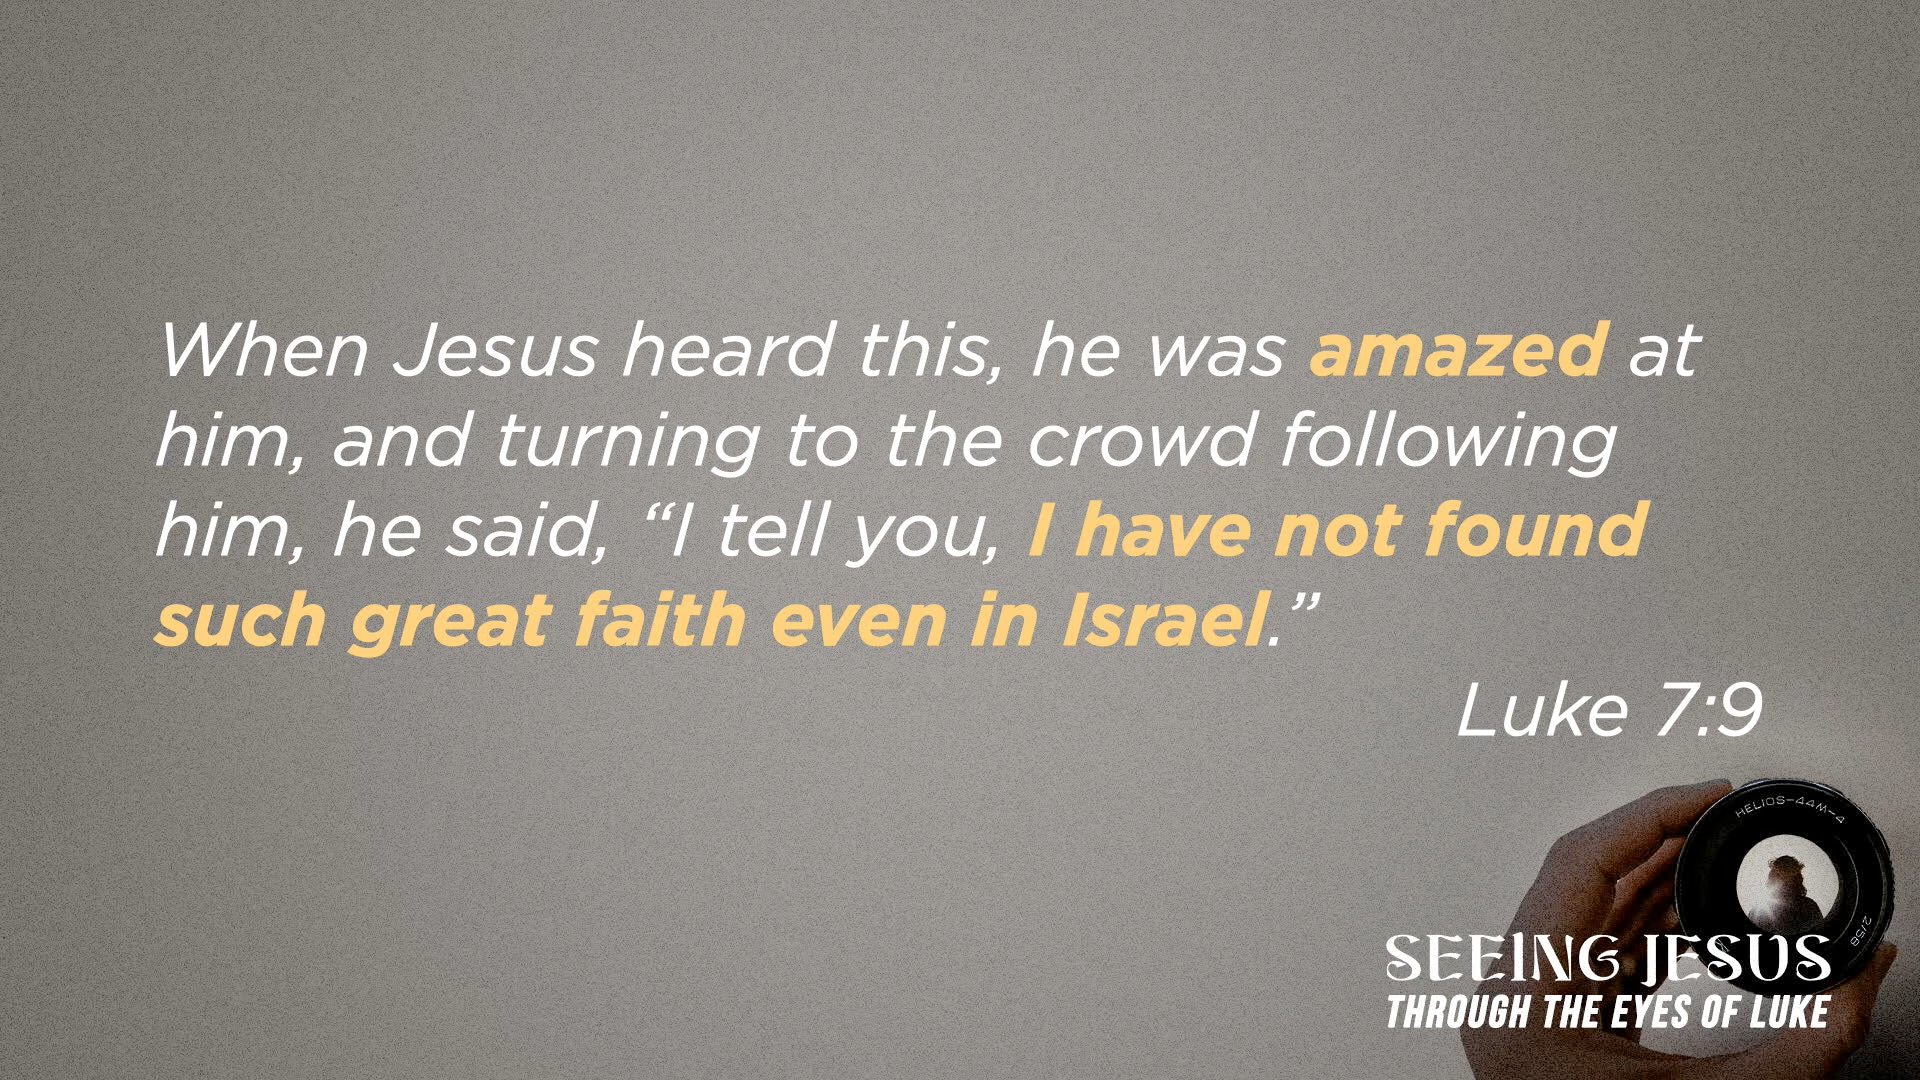 When Jesus heard this, he was amazed at
him, and turning to the crowd following
him, he said, “I tell you, I have not found
such great faith even in Israel.”
Luke 7:9
HELIOS-44M-4
2/58
SEEING JESUS
THROUGH THE EYES OF LUKE